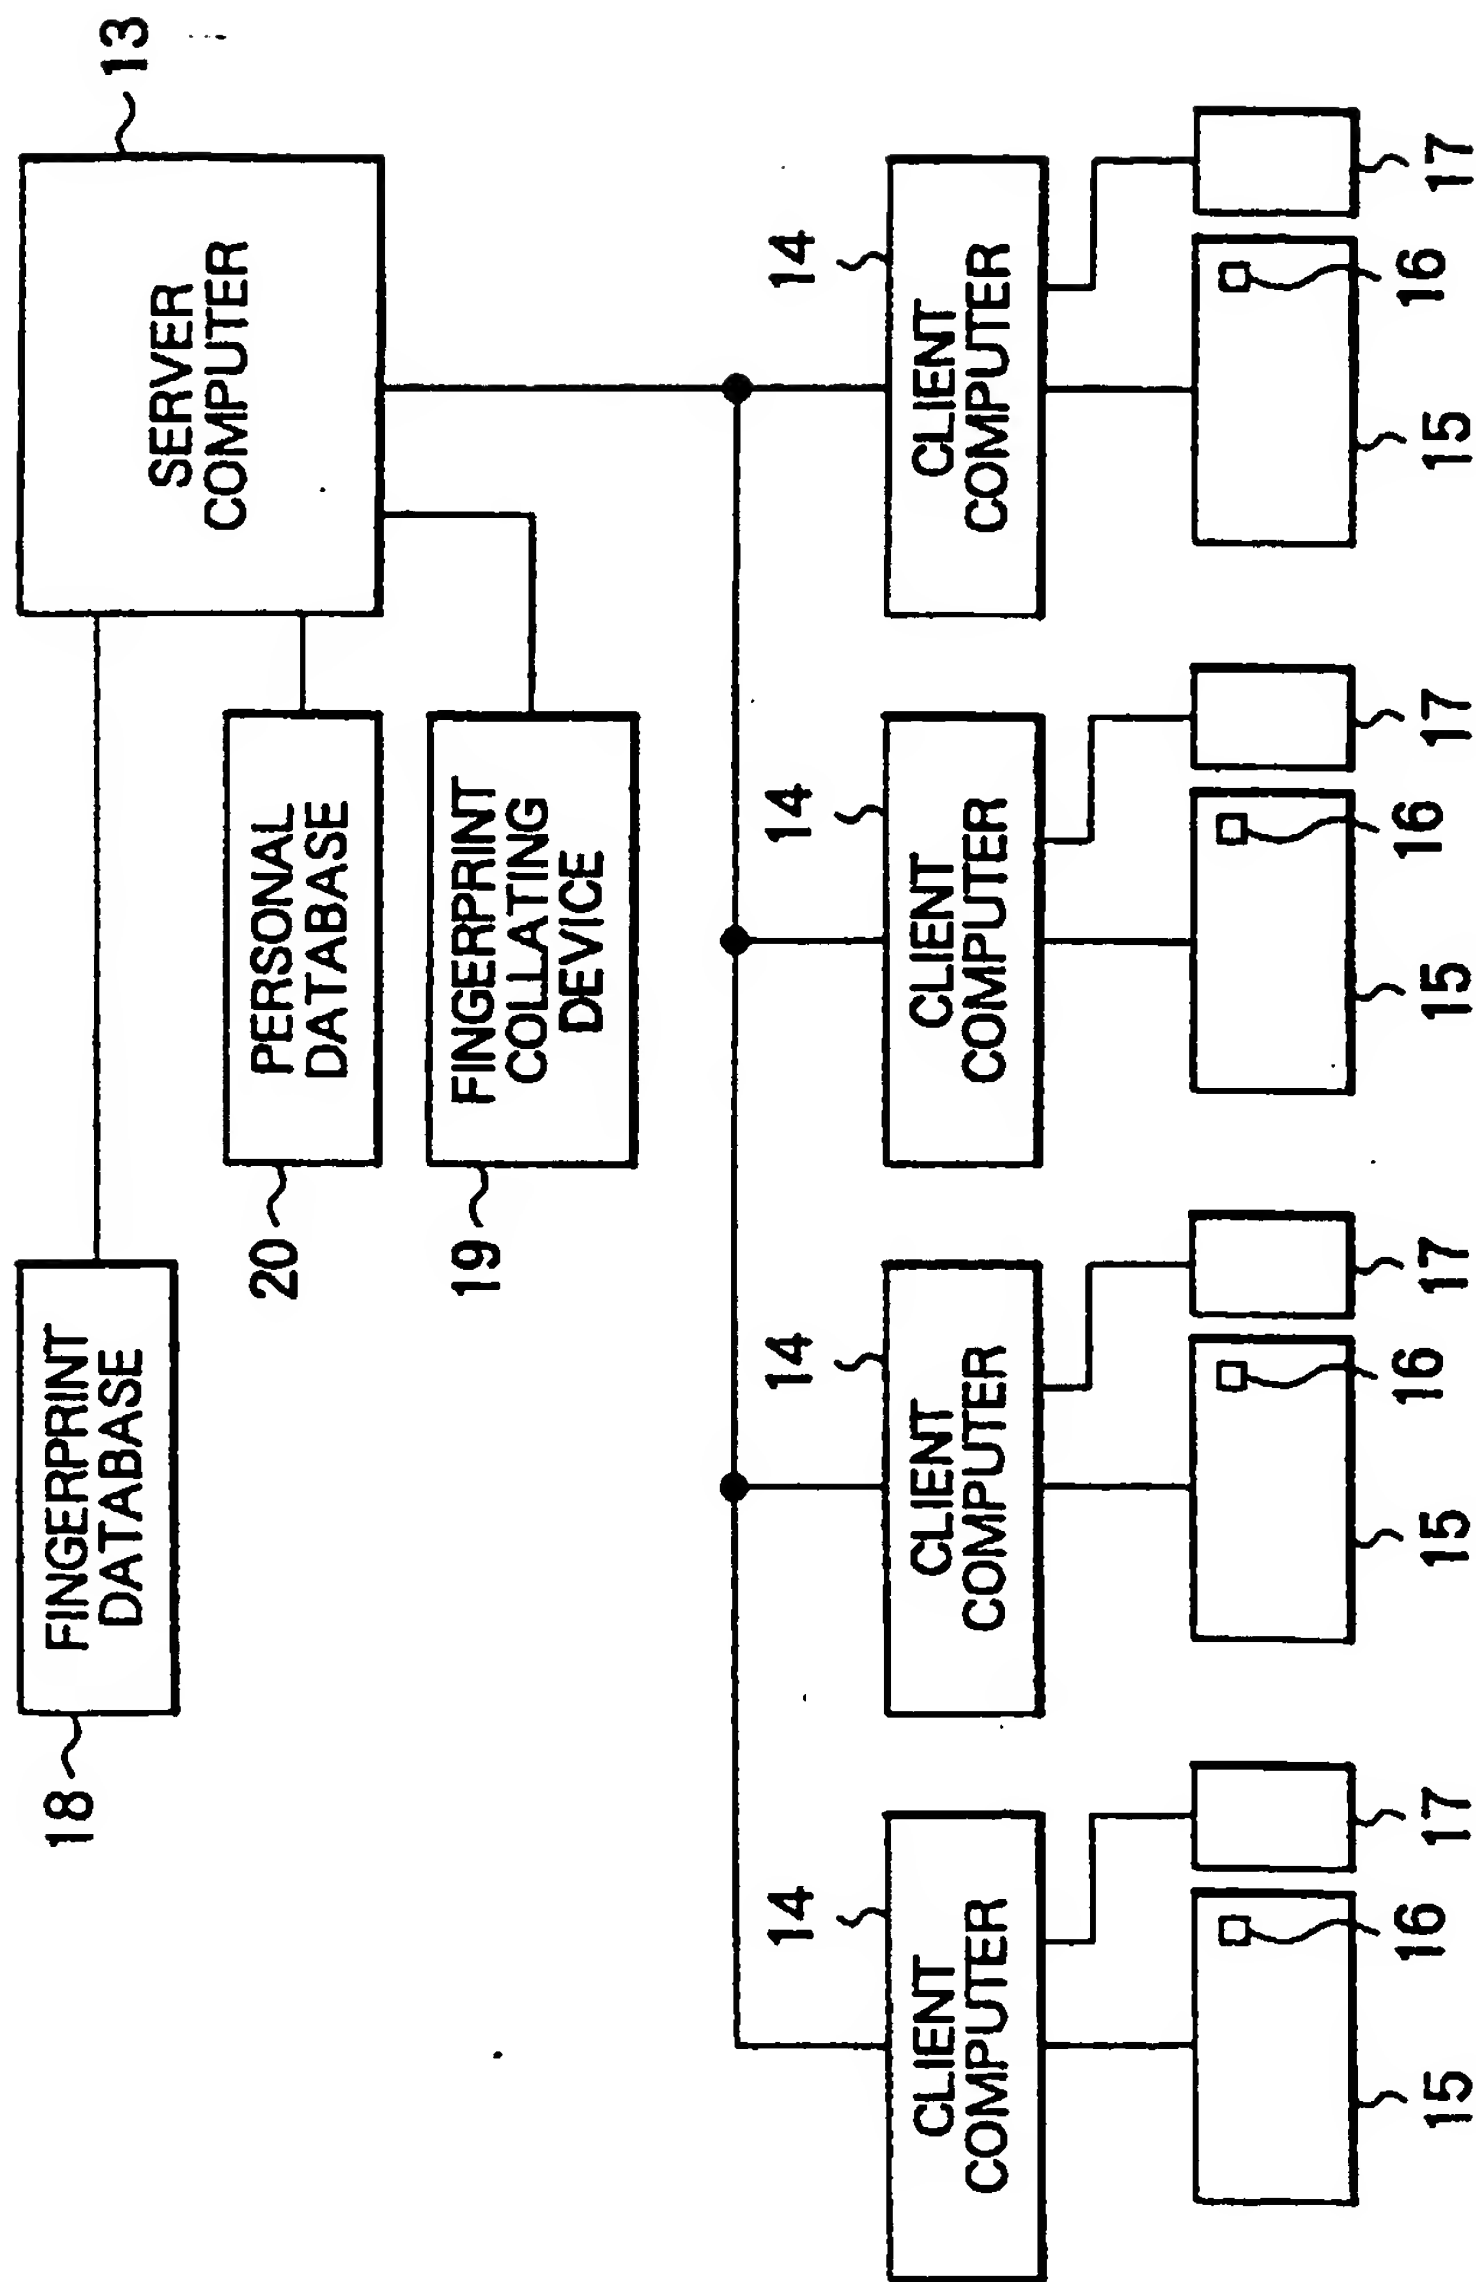 18
FINGERPRINT
DATABASE
SERVER
COMPUTER
13
20
PERSONAL
DATABASE
19
FINGERPRINT
COLLATING
DEVICE
14
CLIENT
COMPUTER
14
CLIENT
COMPUTER
14
CLIENT
COMPUTER
14
CLIENT
COMPUTER
15
16
17
15
16
17
15
16
17
15
16
17